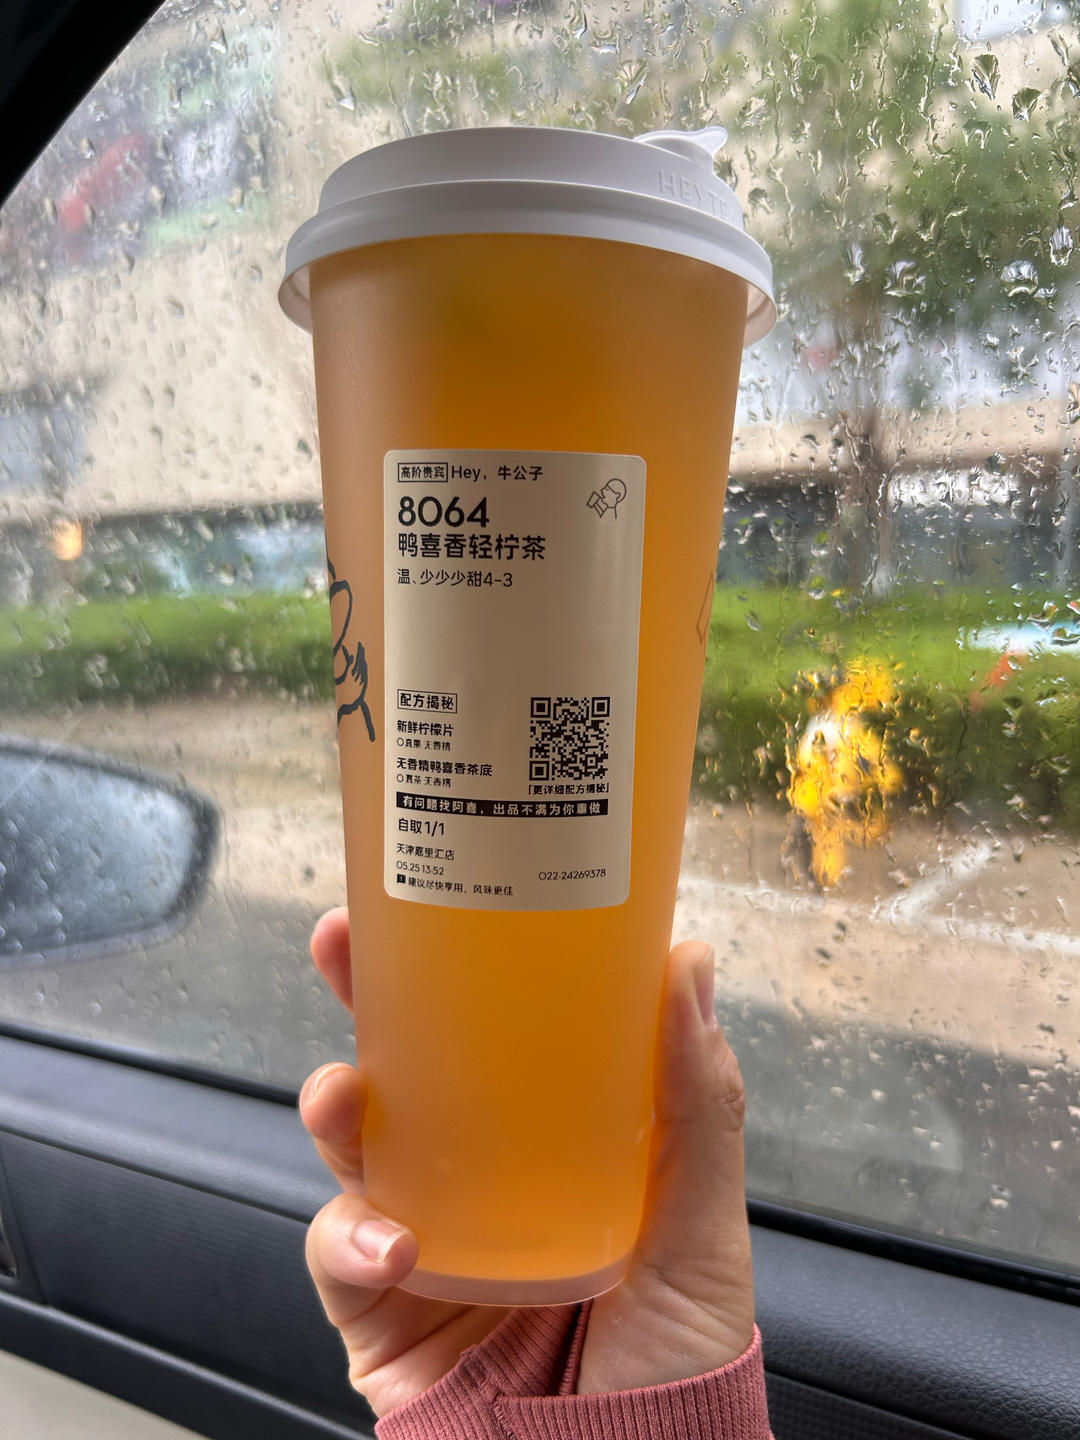 HEYTEA
高阶贵宾 Hey，牛公子
8064
鸭喜香轻柠茶
温、少少少甜4-3
配方揭秘
新鲜柠檬片
真果 无香精
无香精鸭喜香茶底
真茶 无香精
「更详细配方揭秘」
有问题找阿喜，出品不满为你重做
自取1/1
天津嘉里汇店
05.25 13:52
022-24269378
! 建议尽快享用，风味更佳